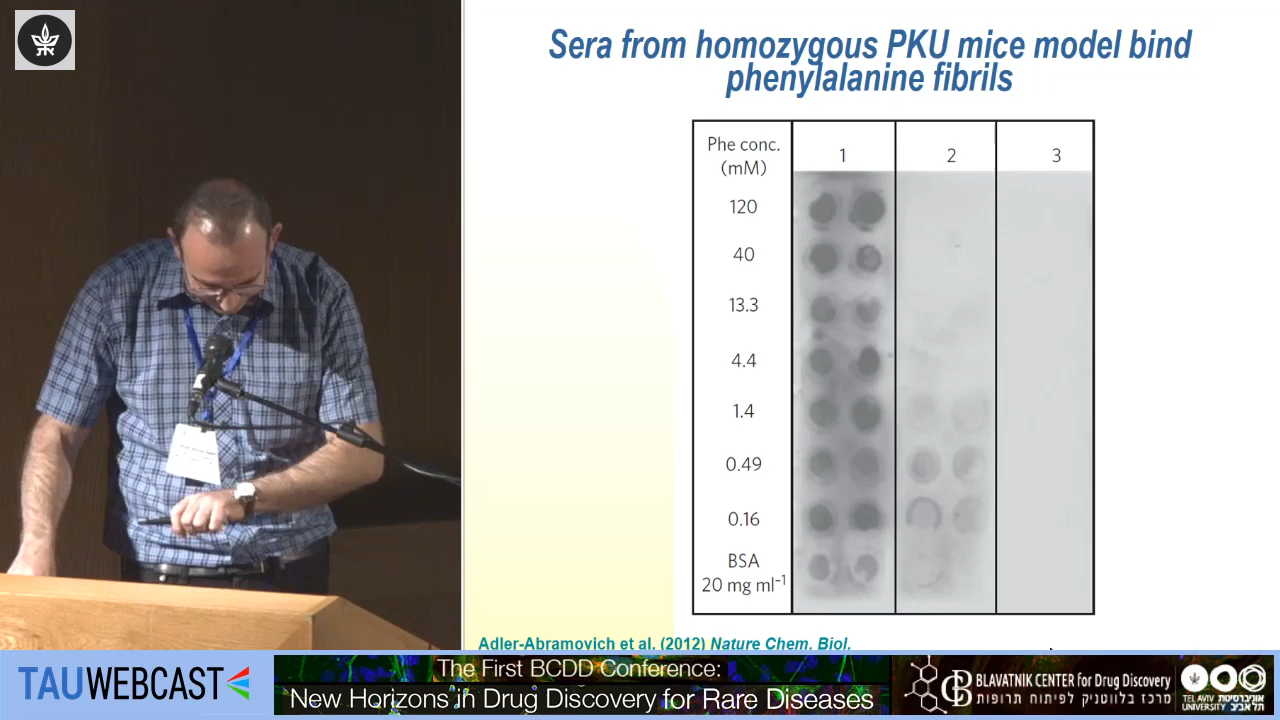 Sera from homozygous PKU mice model bind
phenylalanine fibrils
Phe conc.
(mM)
1
2
3
120
40
13.3
4.4
1.4
0.49
0.16
BSA
20 mg ml⁻¹
Adler-Abramovich et al. (2012) Nature Chem. Biol.
TAUWEBCAST
The First BCDD Conference:
New Horizons in Drug Discovery for Rare Diseases
BLAVATNIK CENTER for Drug Discovery
מרכז בלווטניק לפיתוח תרופות
TEL AVIV אוניברסיטת
UNIVERSITY תל אביב